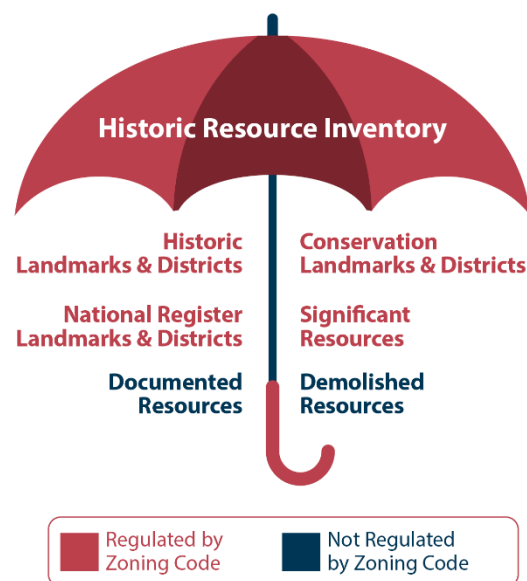 Historic Resource Inventory
Historic
Landmarks & Districts
Conservation
Landmarks & Districts
National Register
Landmarks & Districts
Significant
Resources
Documented
Resources
Demolished
Resources
Regulated by
Zoning Code
Not Regulated
by Zoning Code